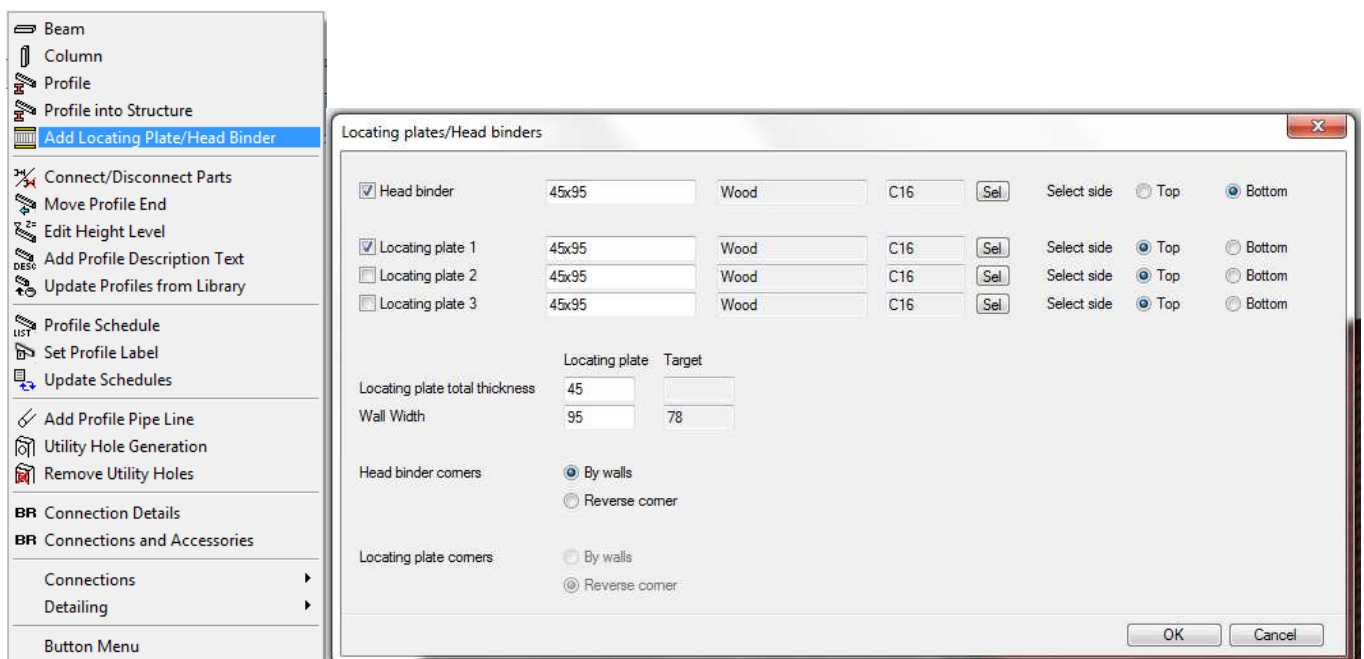 Beam
Column
Profile
Profile into Structure
Add Locating Plate/Head Binder
Connect/Disconnect Parts
Move Profile End
Z= Edit Height Level
DESC Add Profile Description Text
Update Profiles from Library
LIST Profile Schedule
Set Profile Label
Update Schedules
Add Profile Pipe Line
Utility Hole Generation
Remove Utility Holes
BR Connection Details
BR Connections and Accessories
Connections
Detailing
Button Menu
Locating plates/Head binders
Head binder 45x95 Wood C16 Sel Select side Top Bottom
Locating plate 1 45x95 Wood C16 Sel Select side Top Bottom
Locating plate 2 45x95 Wood C16 Sel Select side Top Bottom
Locating plate 3 45x95 Wood C16 Sel Select side Top Bottom
Locating plate Target
Locating plate total thickness 45
Wall Width 95 78
Head binder corners By walls
Reverse corner
Locating plate corners By walls
Reverse corner
OK Cancel